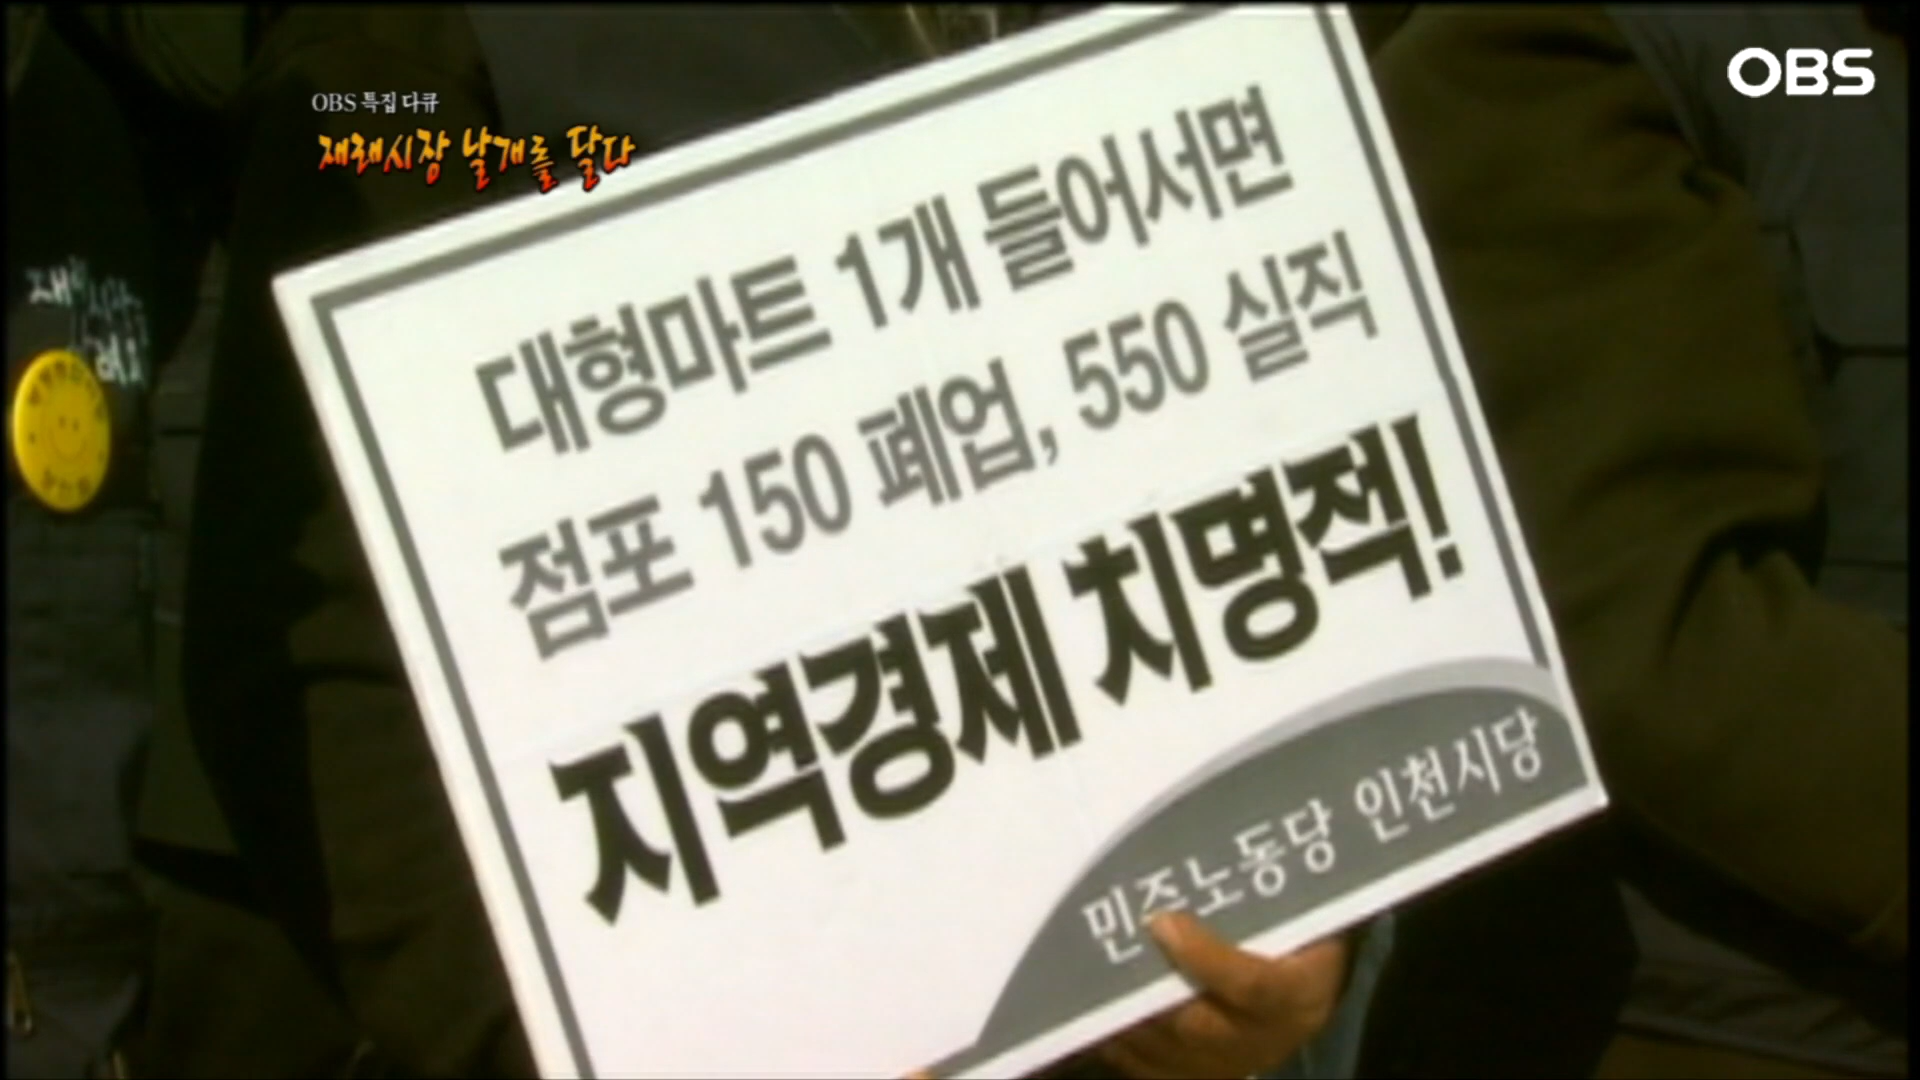 OBS
OBS 특집 다큐
재래시장 날개를 달다
대형마트 1개 들어서면
점포 150 폐업, 550 실직
지역경제 치명적!
민주노동당 인천시당